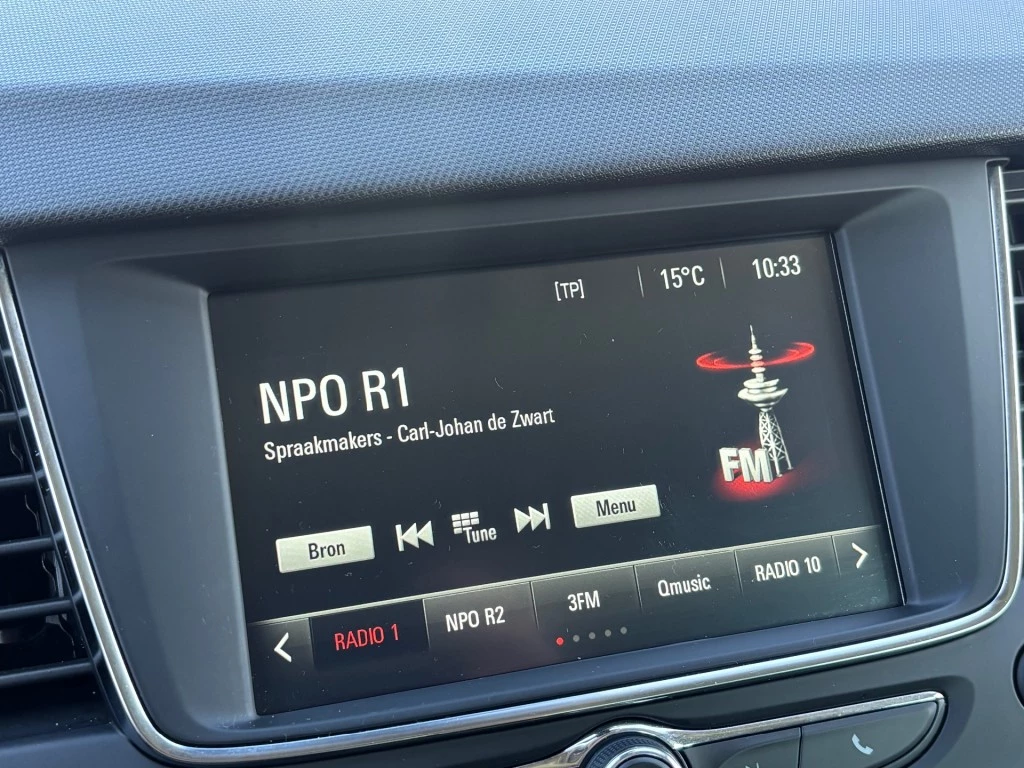 [TP] 15°C 10:33
NPO R1
Spraakmakers - Carl-Johan de Zwart
FM
Bron Tune Menu
RADIO 1 NPO R2 3FM Qmusic RADIO 10